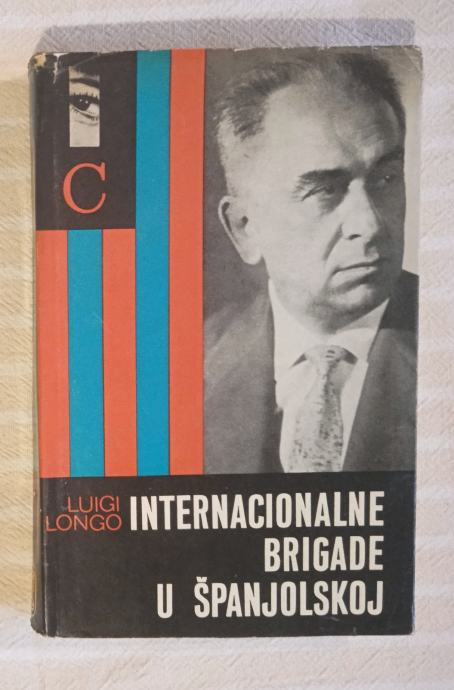 C
LUIGI
LONGO
INTERNACIONALNE
BRIGADE
U ŠPANJOLSKOJ